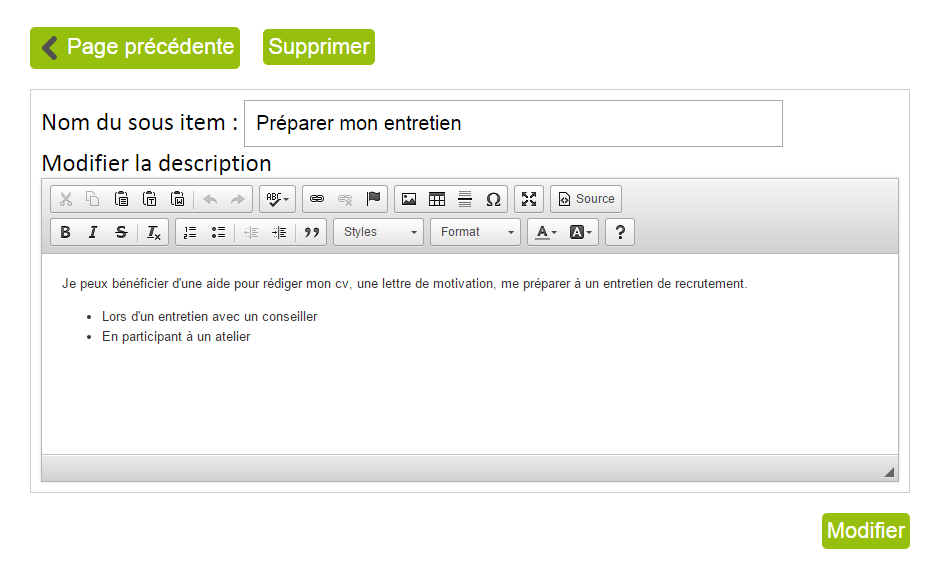 Page précédente Supprimer
Nom du sous item : Préparer mon entretien
Modifier la description
ABC Ω Source
B I S Tx Styles Format A A ?
Je peux bénéficier d'une aide pour rédiger mon cv, une lettre de motivation, me préparer à un entretien de recrutement.
• Lors d'un entretien avec un conseiller
• En participant à un atelier
Modifier